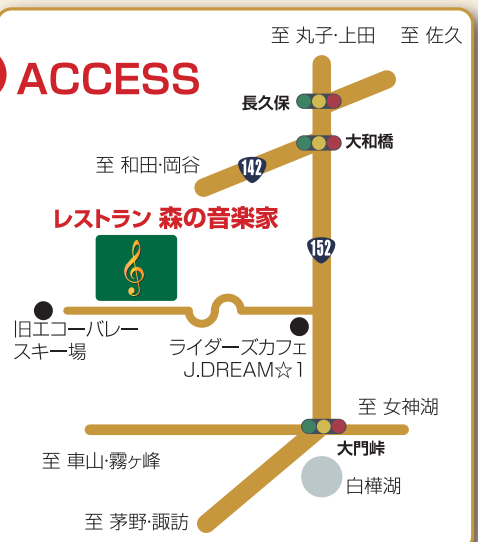 ACCESS
至 丸子・上田
至 佐久
長久保
大和橋
至 和田・岡谷
142
レストラン 森の音楽家
152
旧エコーバレー
スキー場
ライダーズカフェ
J.DREAM☆1
至 女神湖
大門峠
至 車山・霧ヶ峰
白樺湖
至 茅野・諏訪